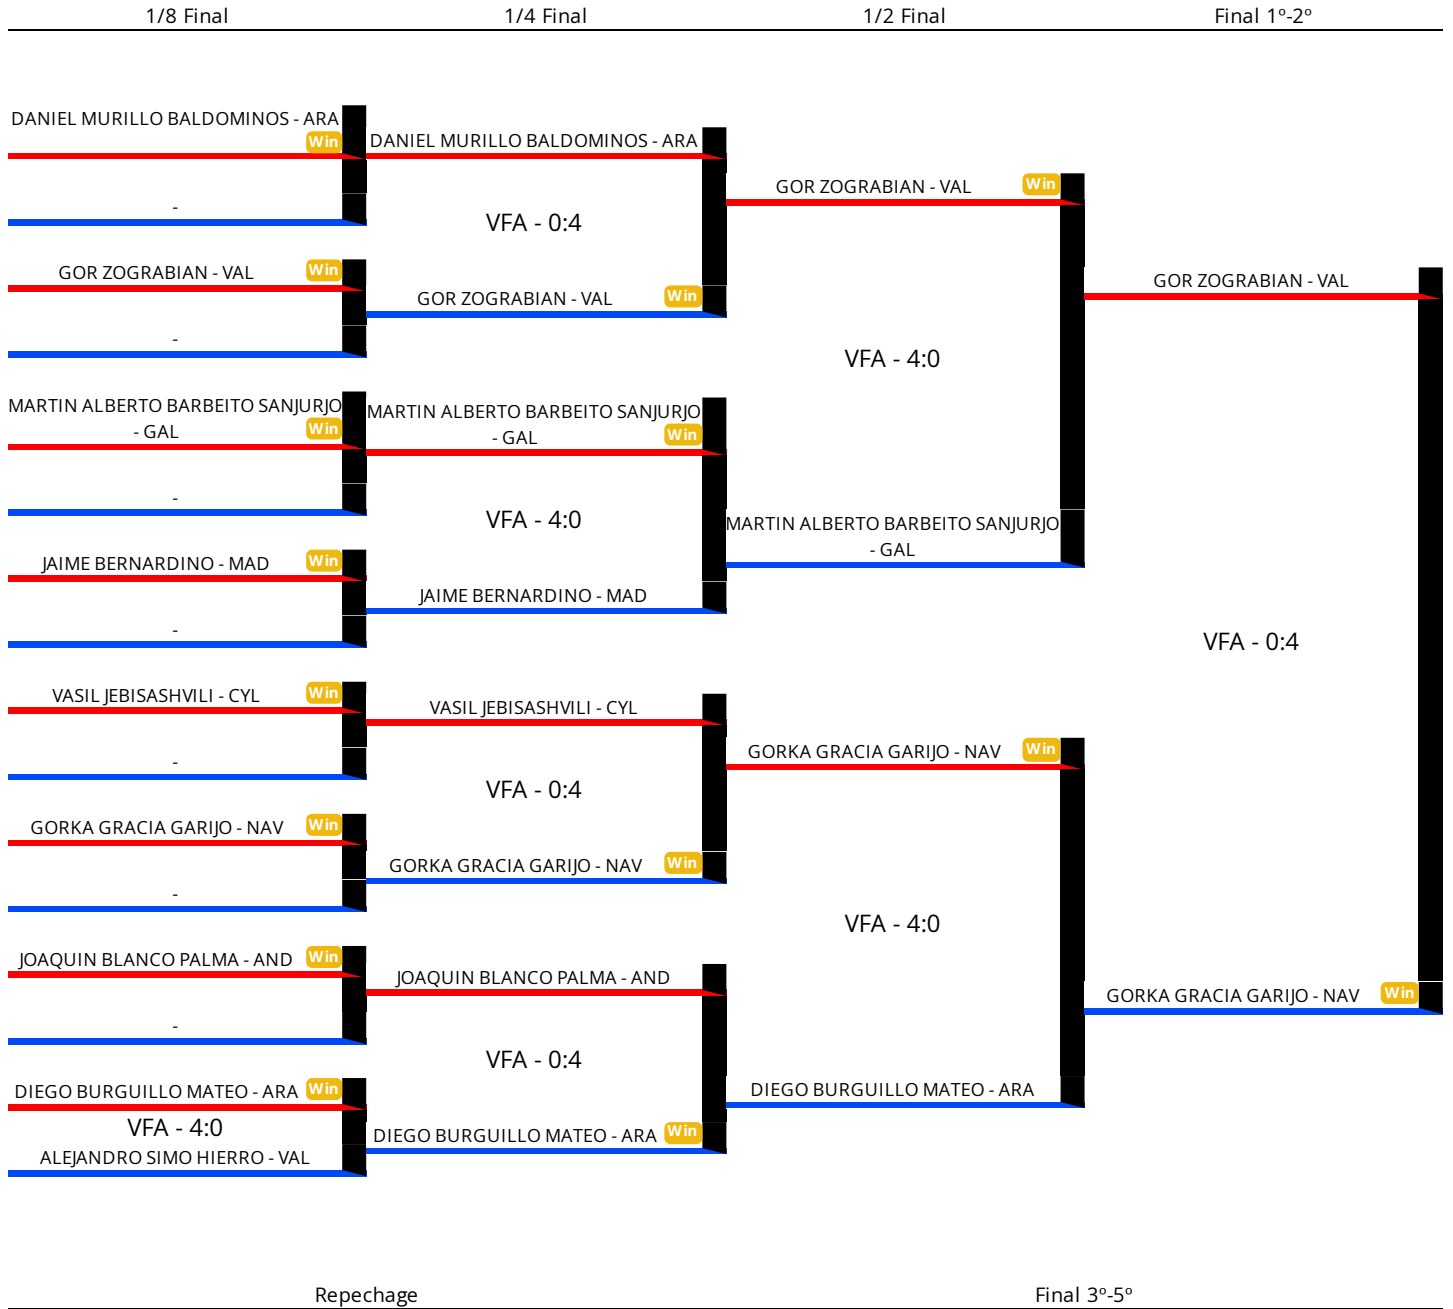 1/8 Final
1/4 Final
1/2 Final
Final 1º-2º
DANIEL MURILLO BALDOMINOS - ARA
Win
-
GOR ZOGRABIAN - VAL
Win
-
MARTIN ALBERTO BARBEITO SANJURJO
- GAL
Win
-
JAIME BERNARDINO - MAD
Win
-
VASIL JEBISASHVILI - CYL
Win
-
GORKA GRACIA GARIJO - NAV
Win
-
JOAQUIN BLANCO PALMA - AND
Win
-
DIEGO BURGUILLO MATEO - ARA
Win
VFA - 4:0
ALEJANDRO SIMO HIERRO - VAL
DANIEL MURILLO BALDOMINOS - ARA
VFA - 0:4
GOR ZOGRABIAN - VAL
Win
MARTIN ALBERTO BARBEITO SANJURJO
- GAL
Win
VFA - 4:0
JAIME BERNARDINO - MAD
VASIL JEBISASHVILI - CYL
VFA - 0:4
GORKA GRACIA GARIJO - NAV
Win
JOAQUIN BLANCO PALMA - AND
VFA - 0:4
DIEGO BURGUILLO MATEO - ARA
Win
GOR ZOGRABIAN - VAL
Win
VFA - 4:0
MARTIN ALBERTO BARBEITO SANJURJO
- GAL
GORKA GRACIA GARIJO - NAV
Win
VFA - 4:0
DIEGO BURGUILLO MATEO - ARA
GOR ZOGRABIAN - VAL
VFA - 0:4
GORKA GRACIA GARIJO - NAV
Win
Repechage
Final 3º-5º